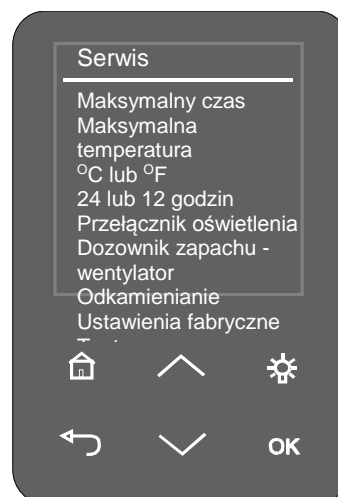 Serwis
Maksymalny czas
Maksymalna
temperatura
°C lub °F
24 lub 12 godzin
Przełącznik oświetlenia
Dozownik zapachu -
wentylator
Odkamienianie
Ustawienia fabryczne
OK